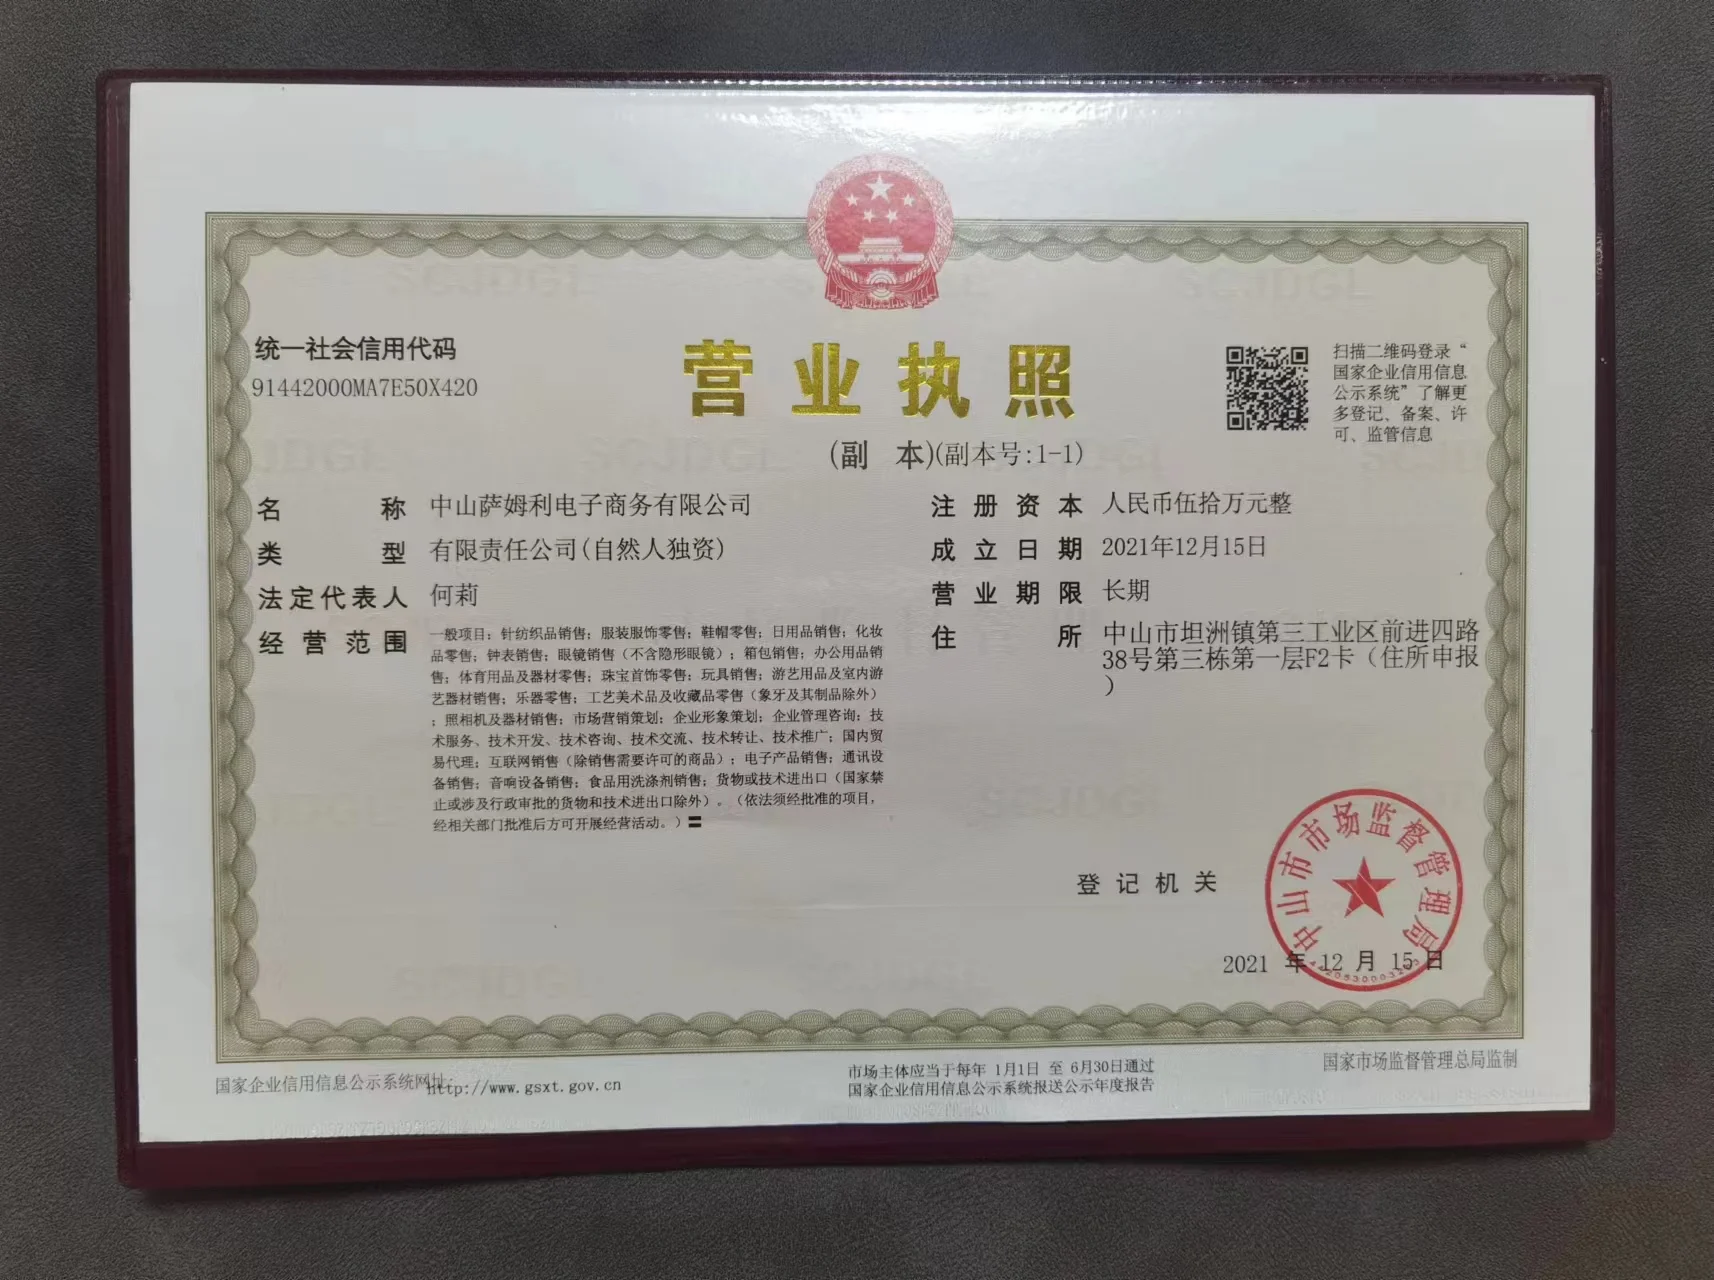 统一社会信用代码
91442000MA7E50X420
营业执照
(副 本)(副本号:1-1)
扫描二维码登录“
国家企业信用信息
公示系统”了解更
多登记、备案、许
可、监管信息
名称 中山萨姆利电子商务有限公司
类型 有限责任公司(自然人独资)
法定代表人 何莉
经营范围 一般项目：针纺织品销售；服装服饰零售；鞋帽零售；日用品销售；化妆
品零售；钟表销售；眼镜销售（不含隐形眼镜）；箱包销售；办公用品销
售；体育用品及器材零售；珠宝首饰零售；玩具销售；游艺用品及室内游
艺器材销售；乐器零售；工艺美术品及收藏品零售（象牙及其制品除外）
；照相机及器材销售；市场营销策划；企业形象策划；企业管理咨询；技
术服务、技术开发、技术咨询、技术交流、技术转让、技术推广；国内贸
易代理；互联网销售（除销售需要许可的商品）；电子产品销售；通讯设
备销售；音响设备销售；食品用洗涤剂销售；货物或技术进出口（国家禁
止或涉及行政审批的货物和技术进出口除外）。（依法须经批准的项目，
经相关部门批准后方可开展经营活动。）〓
注册资本 人民币伍拾万元整
成立日期 2021年12月15日
营业期限 长期
住所 中山市坦洲镇第三工业区前进四路
38号第三栋第一层F2卡（住所申报
）
登记机关
中山市市场监督管理局
2021 年 12 月 15 日
国家企业信用信息公示系统网址：http://www.gsxt.gov.cn
市场主体应当于每年 1月1日 至 6月30日通过
国家企业信用信息公示系统报送公示年度报告
国家市场监督管理总局监制